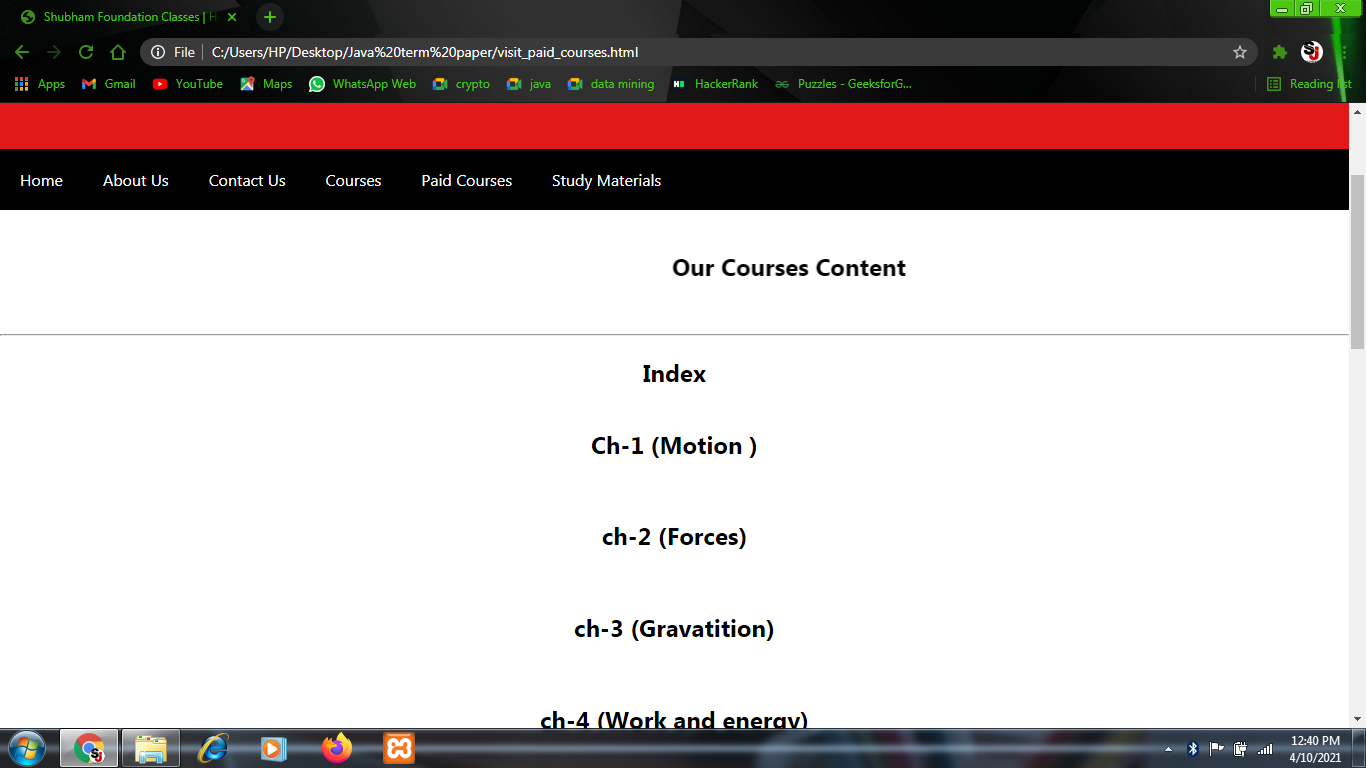 Shubham Foundation Classes | H
File C:/Users/HP/Desktop/Java%20term%20paper/visit_paid_courses.html
Apps Gmail YouTube Maps WhatsApp Web crypto java data mining HackerRank Puzzles - GeeksforG... Reading list
Home About Us Contact Us Courses Paid Courses Study Materials
Our Courses Content
Index
Ch-1 (Motion )
ch-2 (Forces)
ch-3 (Gravatition)
ch-4 (Work and energy)
12:40 PM
4/10/2021